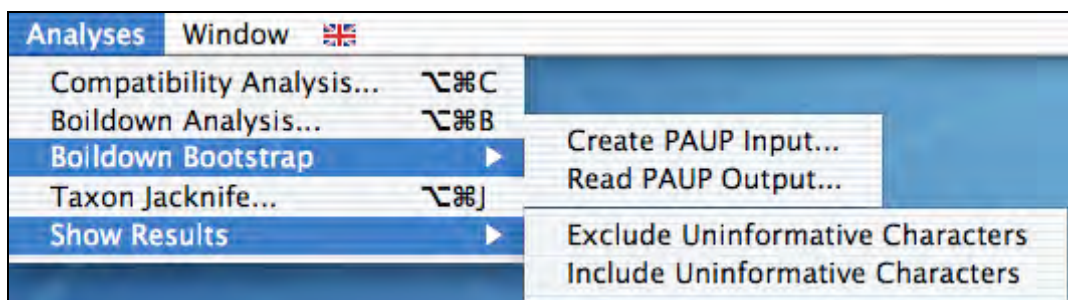 Analyses Window
Compatibility Analysis... ⌥⌘C
Boildown Analysis... ⌥⌘B
Boildown Bootstrap
Create PAUP Input...
Read PAUP Output...
Taxon Jacknife... ⌥⌘J
Show Results
Exclude Uninformative Characters
Include Uninformative Characters